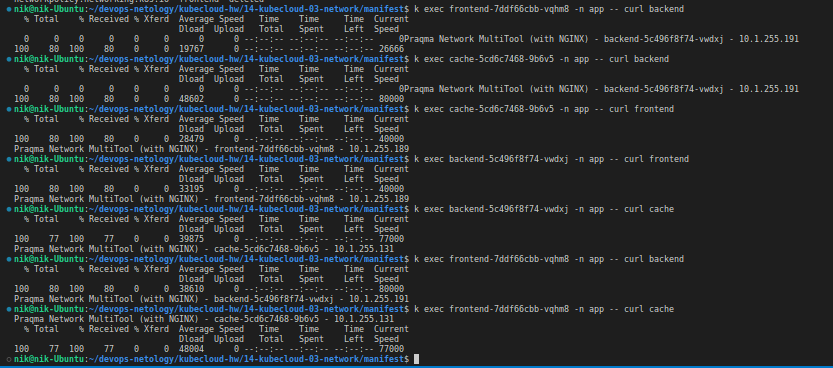 networkpolicy.networking.k8s.io "frontend" deleted
nik@nik-Ubuntu:~/devops-netology/kubecloud-hw/14-kubecloud-03-network/manifest$ k exec frontend-7ddf66cbb-vqhm8 -n app -- curl backend
% Total % Received % Xferd Average Speed Time Time Time Current
Dload Upload Total Spent Left Speed
0 0 0 0 0 0 0 0 --:--:-- --:--:-- --:--:-- 0Praqma Network MultiTool (with NGINX) - backend-5c496f8f74-vwdxj - 10.1.255.191
100 80 100 80 0 0 19767 0 --:--:-- --:--:-- --:--:-- 26666
nik@nik-Ubuntu:~/devops-netology/kubecloud-hw/14-kubecloud-03-network/manifest$ k exec cache-5cd6c7468-9b6v5 -n app -- curl backend
% Total % Received % Xferd Average Speed Time Time Time Current
Dload Upload Total Spent Left Speed
0 0 0 0 0 0 0 0 --:--:-- --:--:-- --:--:-- 0Praqma Network MultiTool (with NGINX) - backend-5c496f8f74-vwdxj - 10.1.255.191
100 80 100 80 0 0 48602 0 --:--:-- --:--:-- --:--:-- 80000
nik@nik-Ubuntu:~/devops-netology/kubecloud-hw/14-kubecloud-03-network/manifest$ k exec cache-5cd6c7468-9b6v5 -n app -- curl frontend
% Total % Received % Xferd Average Speed Time Time Time Current
Dload Upload Total Spent Left Speed
100 80 100 80 0 0 28479 0 --:--:-- --:--:-- --:--:-- 40000
Praqma Network MultiTool (with NGINX) - frontend-7ddf66cbb-vqhm8 - 10.1.255.189
nik@nik-Ubuntu:~/devops-netology/kubecloud-hw/14-kubecloud-03-network/manifest$ k exec backend-5c496f8f74-vwdxj -n app -- curl frontend
% Total % Received % Xferd Average Speed Time Time Time Current
Dload Upload Total Spent Left Speed
100 80 100 80 0 0 33195 0 --:--:-- --:--:-- --:--:-- 40000
Praqma Network MultiTool (with NGINX) - frontend-7ddf66cbb-vqhm8 - 10.1.255.189
nik@nik-Ubuntu:~/devops-netology/kubecloud-hw/14-kubecloud-03-network/manifest$ k exec backend-5c496f8f74-vwdxj -n app -- curl cache
% Total % Received % Xferd Average Speed Time Time Time Current
Dload Upload Total Spent Left Speed
100 77 100 77 0 0 39875 0 --:--:-- --:--:-- --:--:-- 77000
Praqma Network MultiTool (with NGINX) - cache-5cd6c7468-9b6v5 - 10.1.255.131
nik@nik-Ubuntu:~/devops-netology/kubecloud-hw/14-kubecloud-03-network/manifest$ k exec frontend-7ddf66cbb-vqhm8 -n app -- curl backend
% Total % Received % Xferd Average Speed Time Time Time Current
Dload Upload Total Spent Left Speed
100 80 100 80 0 0 38610 0 --:--:-- --:--:-- --:--:-- 80000
Praqma Network MultiTool (with NGINX) - backend-5c496f8f74-vwdxj - 10.1.255.191
nik@nik-Ubuntu:~/devops-netology/kubecloud-hw/14-kubecloud-03-network/manifest$ k exec frontend-7ddf66cbb-vqhm8 -n app -- curl cache
Praqma Network MultiTool (with NGINX) - cache-5cd6c7468-9b6v5 - 10.1.255.131
% Total % Received % Xferd Average Speed Time Time Time Current
Dload Upload Total Spent Left Speed
100 77 100 77 0 0 48004 0 --:--:-- --:--:-- --:--:-- 77000
nik@nik-Ubuntu:~/devops-netology/kubecloud-hw/14-kubecloud-03-network/manifest$